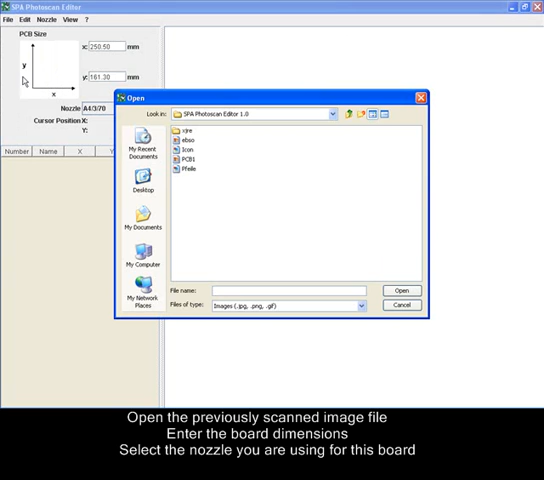 SPA Photoscan Editor
File Edit Nozzle View ?
PCB Size
x: 250.50 mm
y
y: 161.30 mm
x
Nozzle A4/3/70
Cursor Position X:
Y:
Number Name X Y
Open
Look in: SPA Photoscan Editor 1.0
xjre
ebso
Icon
PCB1
Pfeile
My Recent
Documents
Desktop
My Documents
My Computer
My Network
Places
File name: Open
Files of type: Images (.jpg, .png, .gif) Cancel
Open the previously scanned image file
Enter the board dimensions
Select the nozzle you are using for this board